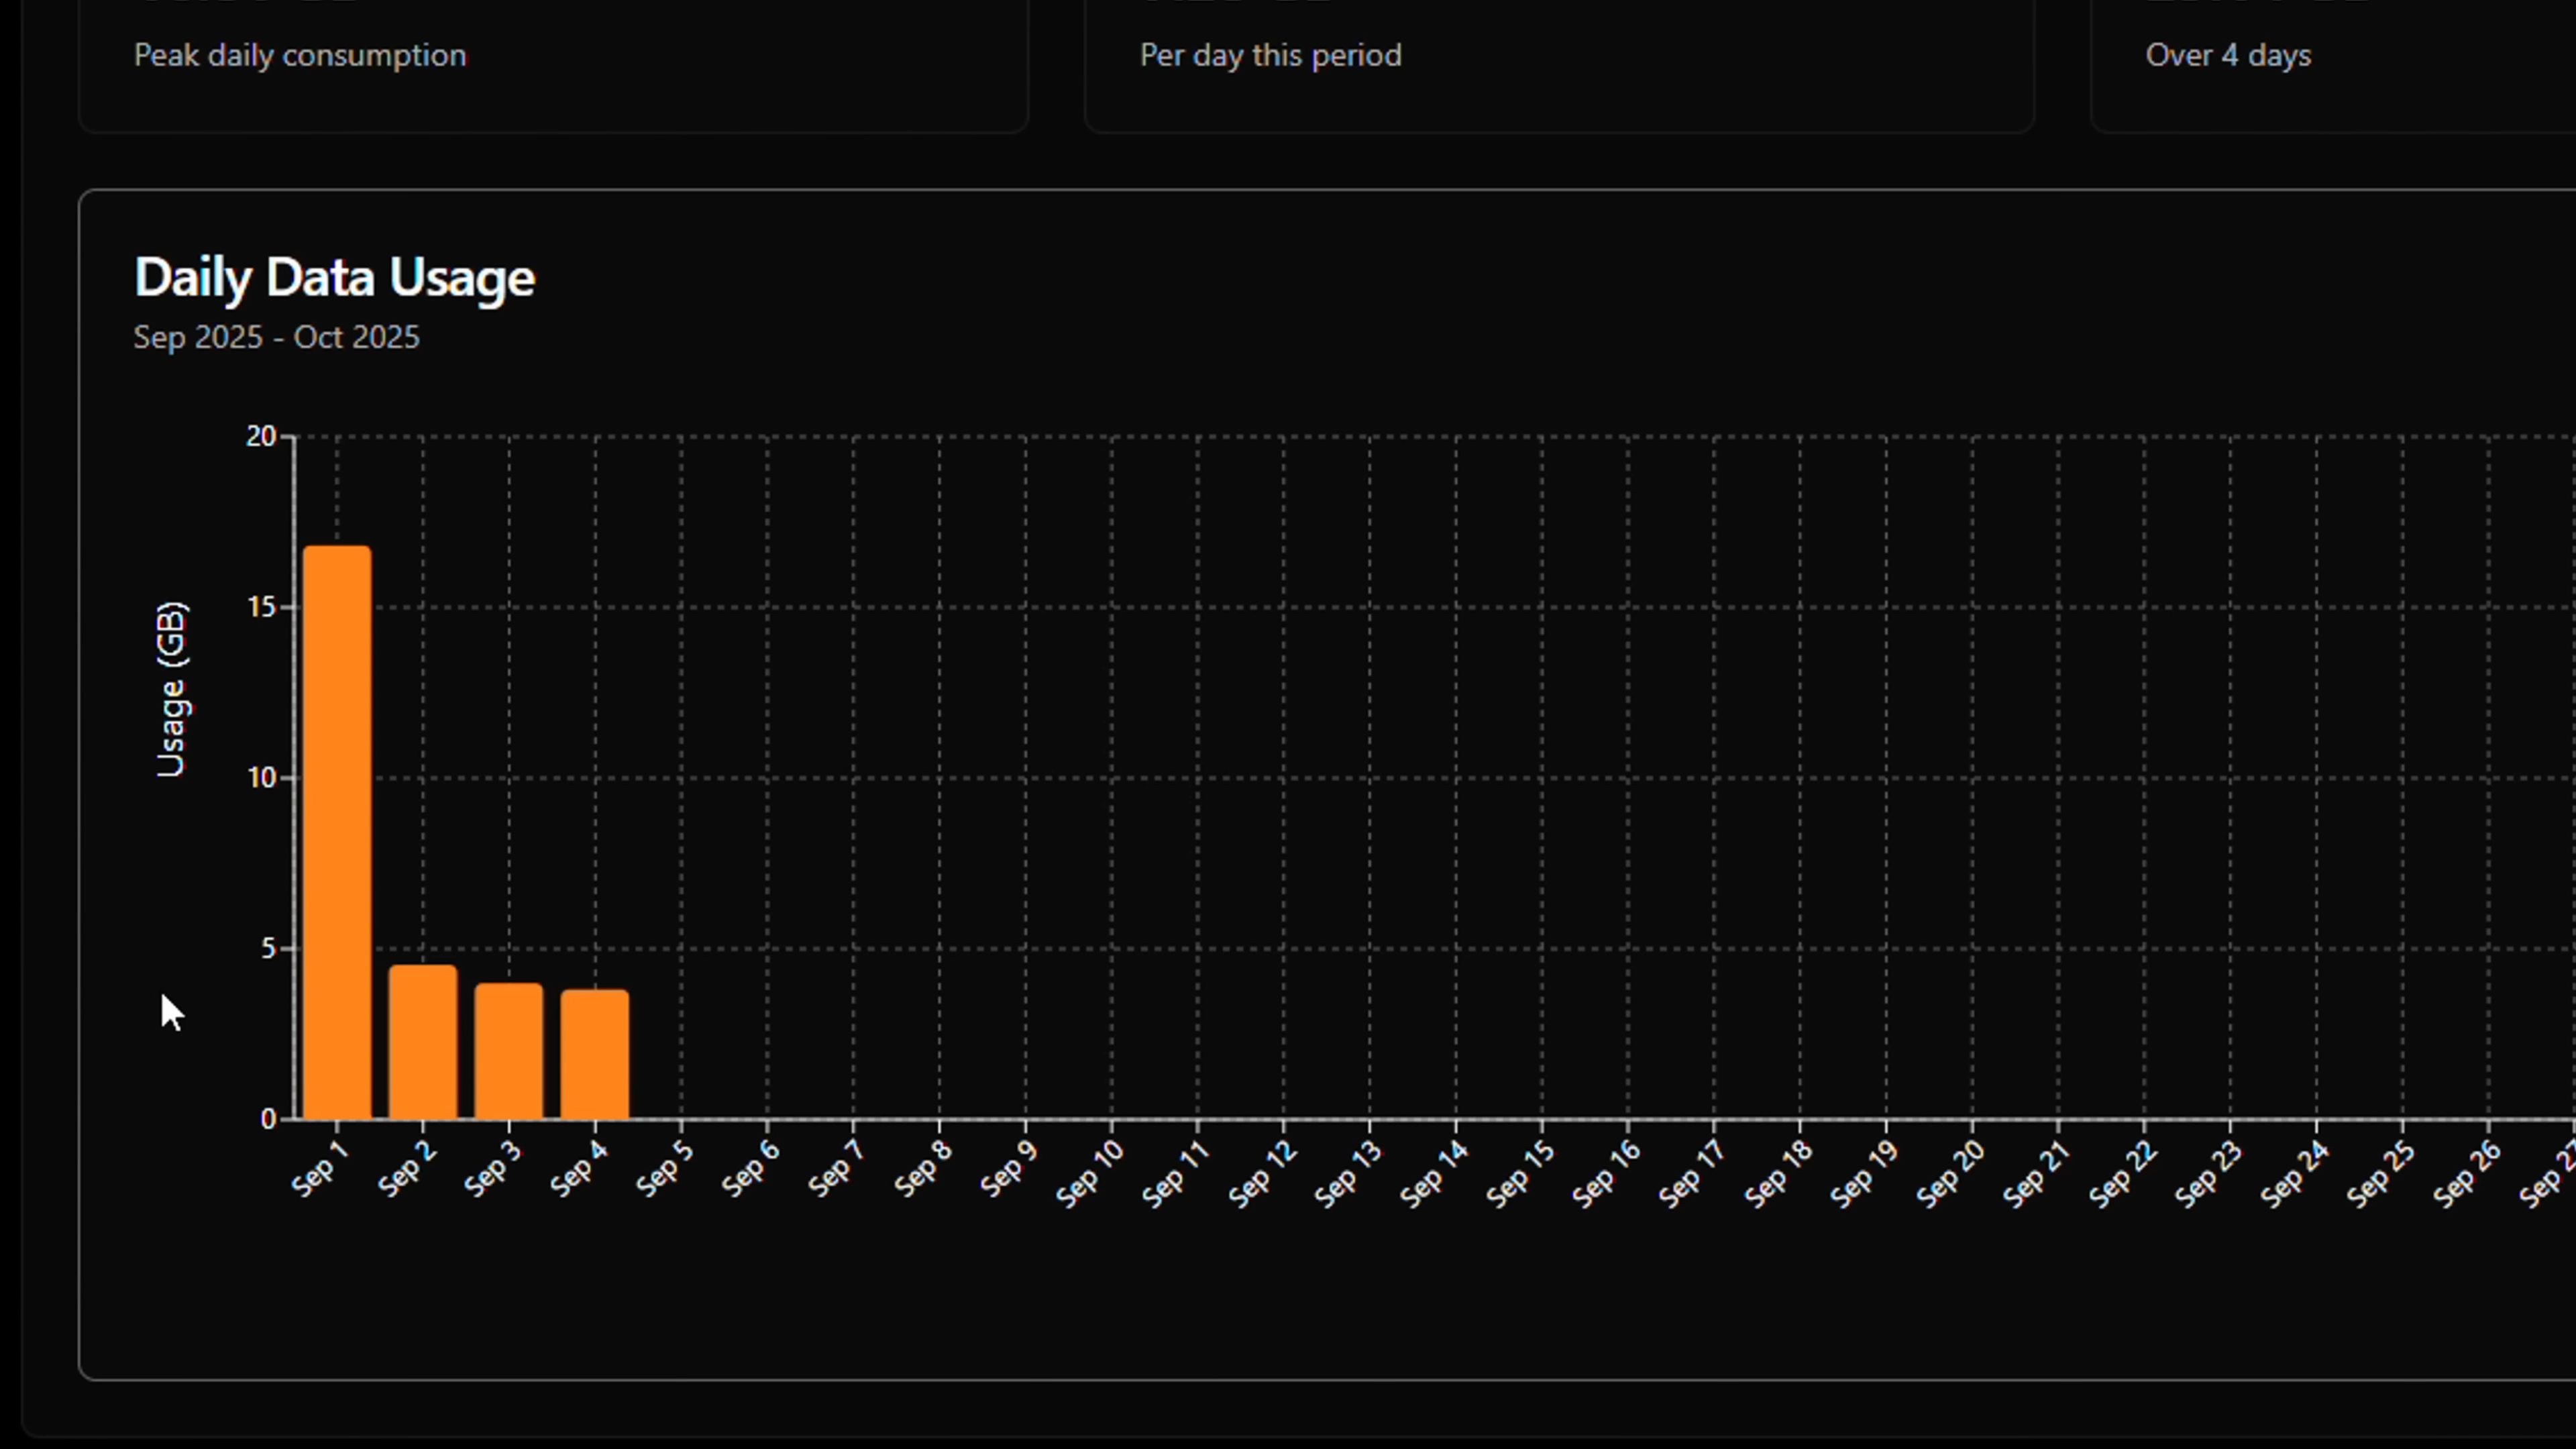 Peak daily consumption
Per day this period
Over 4 days
Daily Data Usage
Sep 2025 - Oct 2025
Usage (GB)
20
15
10
5
0
Sep 1
Sep 2
Sep 3
Sep 4
Sep 5
Sep 6
Sep 7
Sep 8
Sep 9
Sep 10
Sep 11
Sep 12
Sep 13
Sep 14
Sep 15
Sep 16
Sep 17
Sep 18
Sep 19
Sep 20
Sep 21
Sep 22
Sep 23
Sep 24
Sep 25
Sep 26
Sep 27